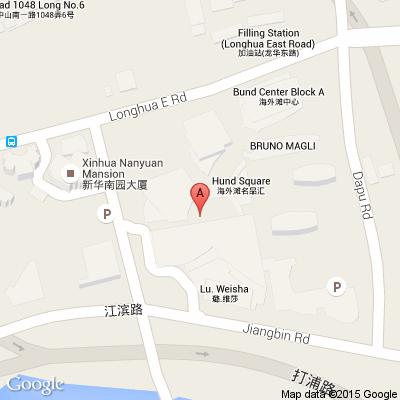 ad 1048 Long No.6
中山南一路1048弄6号
Filling Station
(Longhua East Road)
加油站(龙华东路)
Bund Center Block A
海外滩中心
Longhua E Rd
BRUNO MAGLI
Xinhua Nanyuan
Mansion
新华南园大厦
Hund Square
海外滩名品汇
Dapu Rd
A
P
Lu. Weisha
维莎
P
江滨路
Jiangbin Rd
打浦路
Google
Map data ©2015 Google